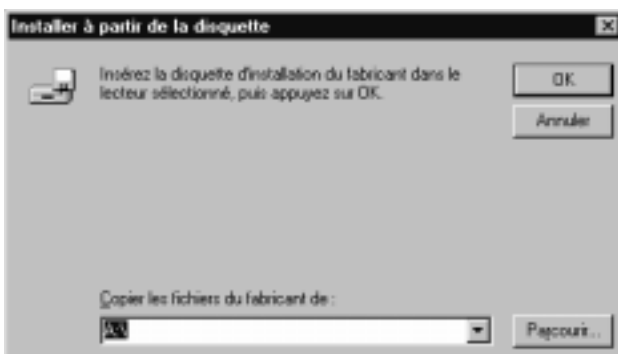 Installer à partir de la disquette
Insérez la disquette d'installation du fabricant dans le
lecteur sélectionné, puis appuyez sur OK.
OK
Annuler
Copier les fichiers du fabricant de :
A:\
Parcourir...